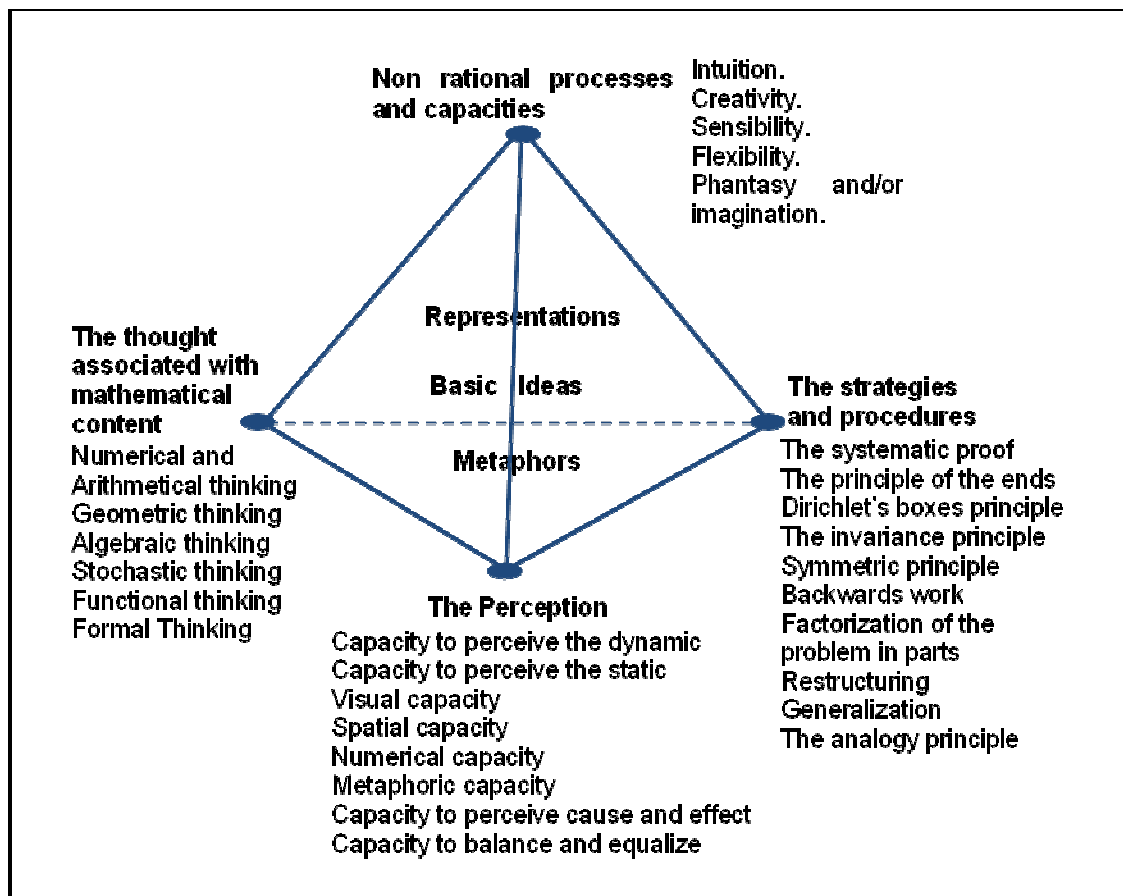 Non rational processes
and capacities
Intuition.
Creativity.
Sensibility.
Flexibility.
Phantasy and/or
imagination.
Representations
Basic Ideas
Metaphors
The thought
associated with
mathematical
content
Numerical and
Arithmetical thinking
Geometric thinking
Algebraic thinking
Stochastic thinking
Functional thinking
Formal Thinking
The strategies
and procedures
The systematic proof
The principle of the ends
Dirichlet's boxes principle
The invariance principle
Symmetric principle
Backwards work
Factorization of the
problem in parts
Restructuring
Generalization
The analogy principle
The Perception
Capacity to perceive the dynamic
Capacity to perceive the static
Visual capacity
Spatial capacity
Numerical capacity
Metaphoric capacity
Capacity to perceive cause and effect
Capacity to balance and equalize